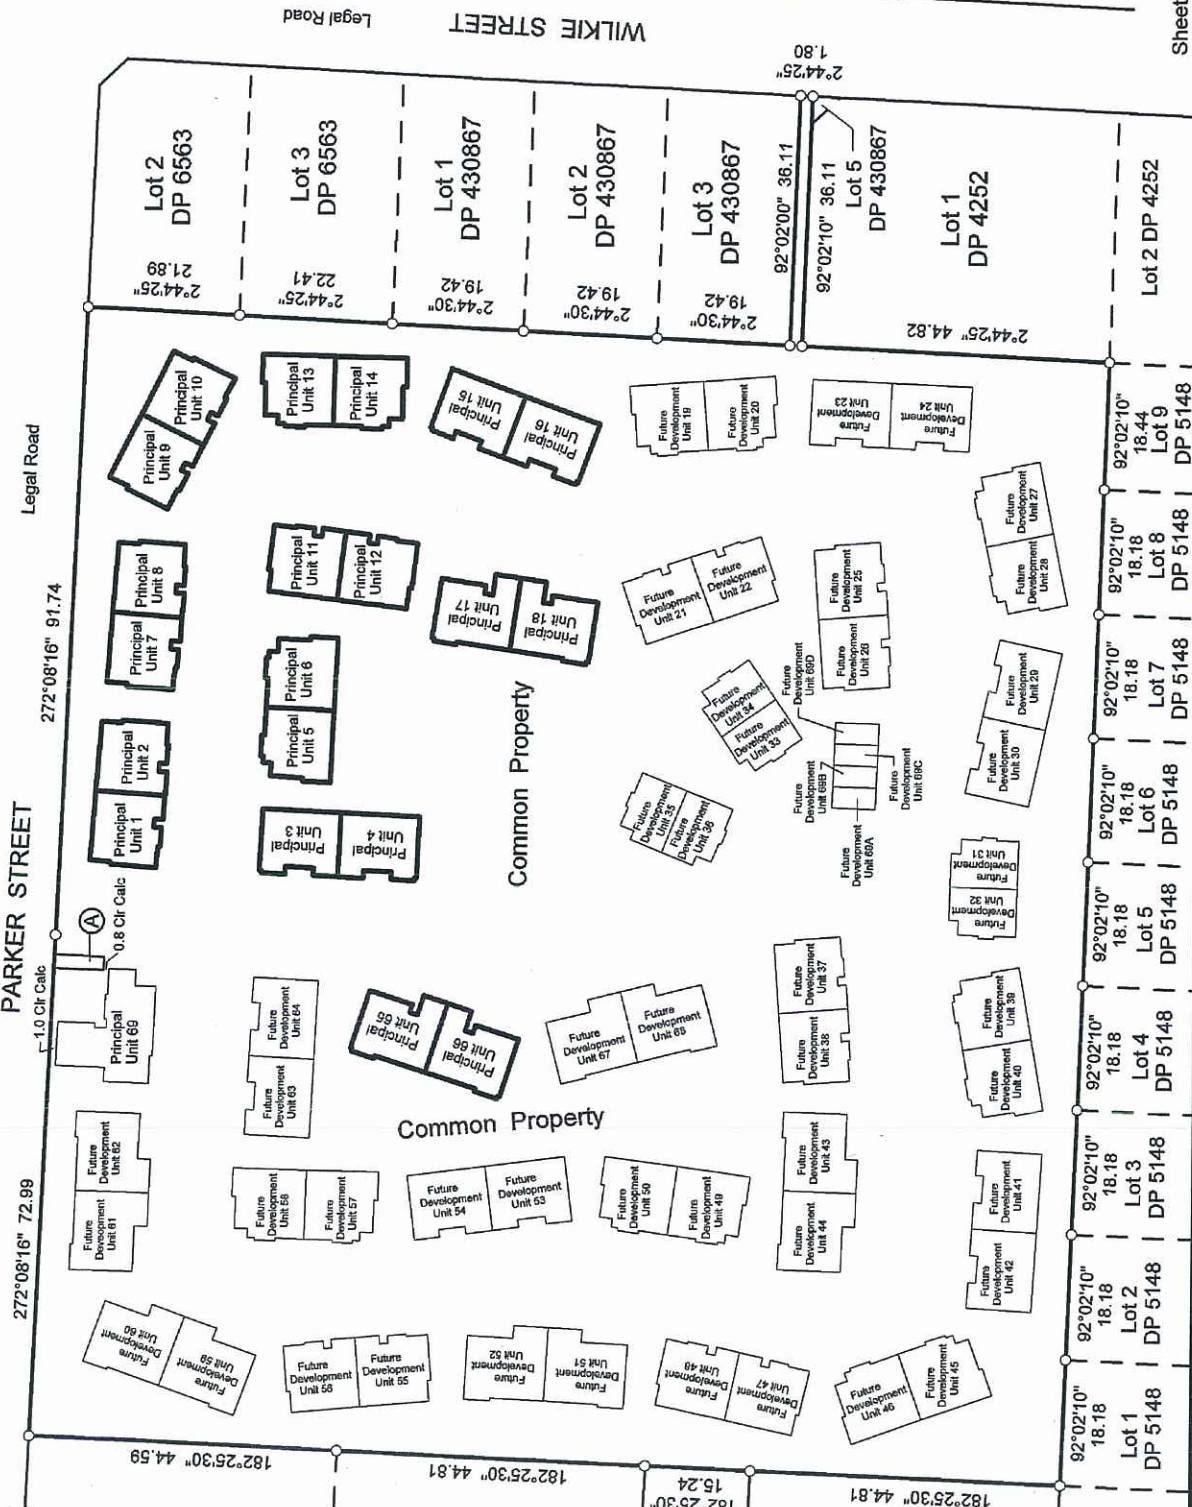 WILKIE STREET
Legal Road
Sheet
2°44'25"
1.80
Lot 2
DP 6563
Lot 3
DP 6563
Lot 1
DP 430867
Lot 2
DP 430867
Lot 3
DP 430867
92°02'00" 36.11
92°02'10" 36.11
Lot 5
DP 430867
Lot 1
DP 4252
Lot 2 DP 4252
2°44'25"
21.89
2°44'25"
22.41
2°44'30"
19.42
2°44'30"
19.42
2°44'30"
19.42
2°44'25" 44.82
Legal Road
PARKER STREET
272°08'16" 91.74
272°08'16" 72.99
1.0 Clr Calc
0.8 Clr Calc
A
Principal
Unit 10
Principal
Unit 9
Principal
Unit 13
Principal
Unit 14
Principal
Unit 15
Principal
Unit 16
Future
Development
Unit 19
Future
Development
Unit 20
Future
Development
Unit 23
Future
Development
Unit 24
Principal
Unit 8
Principal
Unit 7
Principal
Unit 11
Principal
Unit 12
Principal
Unit 17
Principal
Unit 18
Future
Development
Unit 21
Future
Development
Unit 22
Future
Development
Unit 25
Future
Development
Unit 26
Future
Development
Unit 27
Future
Development
Unit 28
Principal
Unit 2
Principal
Unit 1
Principal
Unit 6
Principal
Unit 5
Principal
Unit 3
Principal
Unit 4
Common Property
Future
Development
Unit 34
Future
Development
Unit 33
Future
Development
Unit 35
Future
Development
Unit 36
Future
Development
Unit 69D
Future
Development
Unit 69B
Future
Development
Unit 69C
Future
Development
Unit 69A
Future
Development
Unit 29
Future
Development
Unit 30
Future
Development
Unit 31
Future
Development
Unit 32
Principal
Unit 69
Future
Development
Unit 64
Future
Development
Unit 63
Principal
Unit 65
Principal
Unit 66
Future
Development
Unit 67
Future
Development
Unit 68
Future
Development
Unit 37
Future
Development
Unit 38
Future
Development
Unit 39
Future
Development
Unit 40
Common Property
Future
Development
Unit 62
Future
Development
Unit 61
Future
Development
Unit 58
Future
Development
Unit 57
Future
Development
Unit 54
Future
Development
Unit 53
Future
Development
Unit 50
Future
Development
Unit 49
Future
Development
Unit 43
Future
Development
Unit 44
Future
Development
Unit 41
Future
Development
Unit 42
Future
Development
Unit 60
Future
Development
Unit 59
Future
Development
Unit 56
Future
Development
Unit 55
Future
Development
Unit 52
Future
Development
Unit 51
Future
Development
Unit 48
Future
Development
Unit 47
Future
Development
Unit 46
Future
Development
Unit 45
92°02'10"
18.44
Lot 9
DP 5148
92°02'10"
18.18
Lot 8
DP 5148
92°02'10"
18.18
Lot 7
DP 5148
92°02'10"
18.18
Lot 6
DP 5148
92°02'10"
18.18
Lot 5
DP 5148
92°02'10"
18.18
Lot 4
DP 5148
92°02'10"
18.18
Lot 3
DP 5148
92°02'10"
18.18
Lot 2
DP 5148
92°02'10"
18.18
Lot 1
DP 5148
182°25'30" 44.59
182°25'30" 44.81
182°25'30"
15.24
182°25'30" 44.81